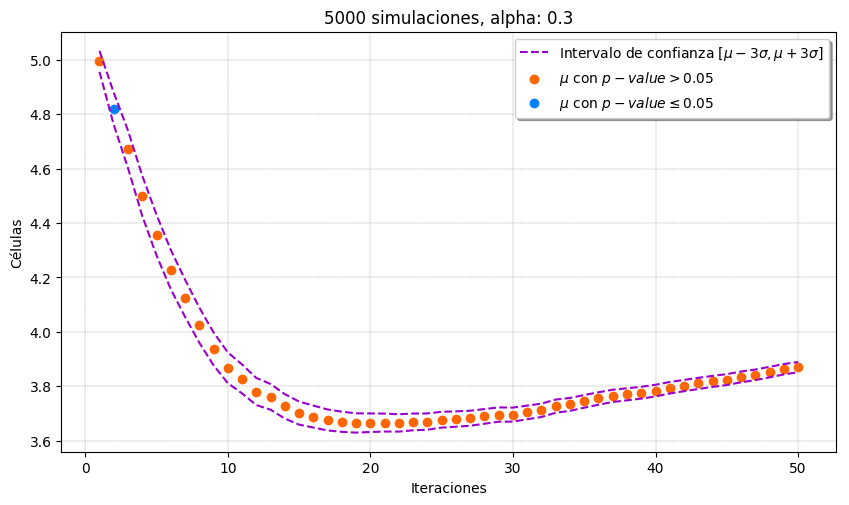 5000 simulaciones, alpha: 0.3
Intervalo de confianza [μ − 3σ, μ + 3σ]
μ con p − value > 0.05
μ con p − value ≤ 0.05
Células
5.0
4.8
4.6
4.4
4.2
4.0
3.8
3.6
0 10 20 30 40 50
Iteraciones